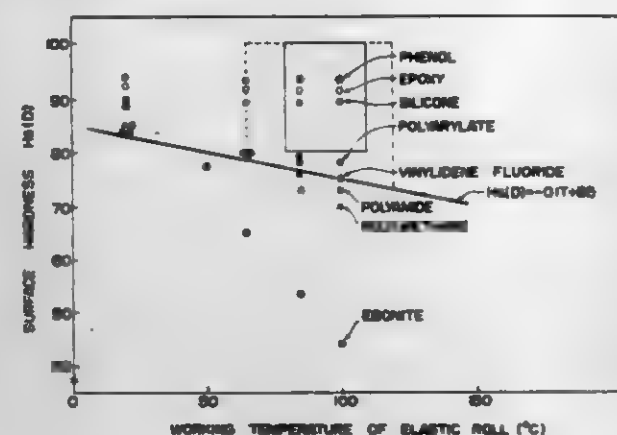 100
PHENOL
EPOXY
90
SILICONE
POLYARYLATE
80
VINYLIDENE FLUORIDE
70
POLYAMIDE
60
EBONITE
0
50
100
150
SURFACE HARDNESS Hs(D)
WORKING TEMPERATURE OF ELASTIC ROLL (°C)